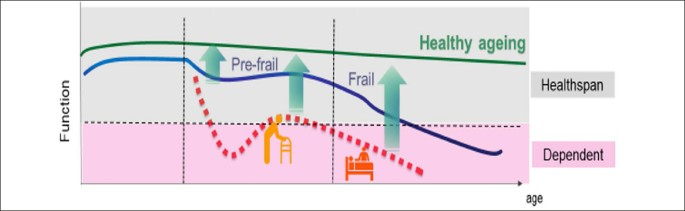 Healthy ageing
Pre-frail
Frail
Healthspan
Function
Dependent
age